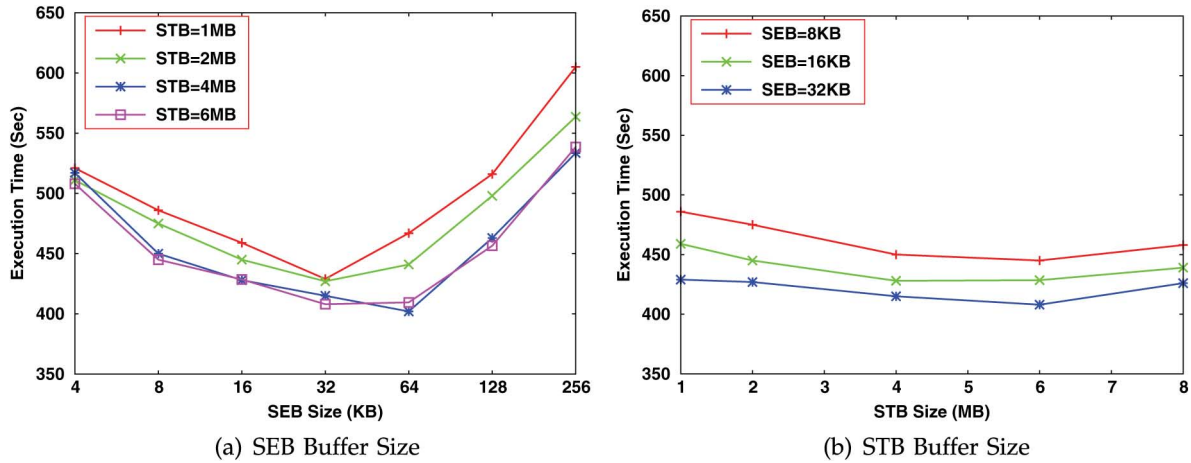 650
600
550
500
450
400
350
Execution Time (Sec)
STB=1MB
STB=2MB
STB=4MB
STB=6MB
4 8 16 32 64 128 256
SEB Size (KB)
(a) SEB Buffer Size
650
600
550
500
450
400
350
Execution Time (Sec)
SEB=8KB
SEB=16KB
SEB=32KB
1 2 3 4 5 6 7 8
STB Size (MB)
(b) STB Buffer Size